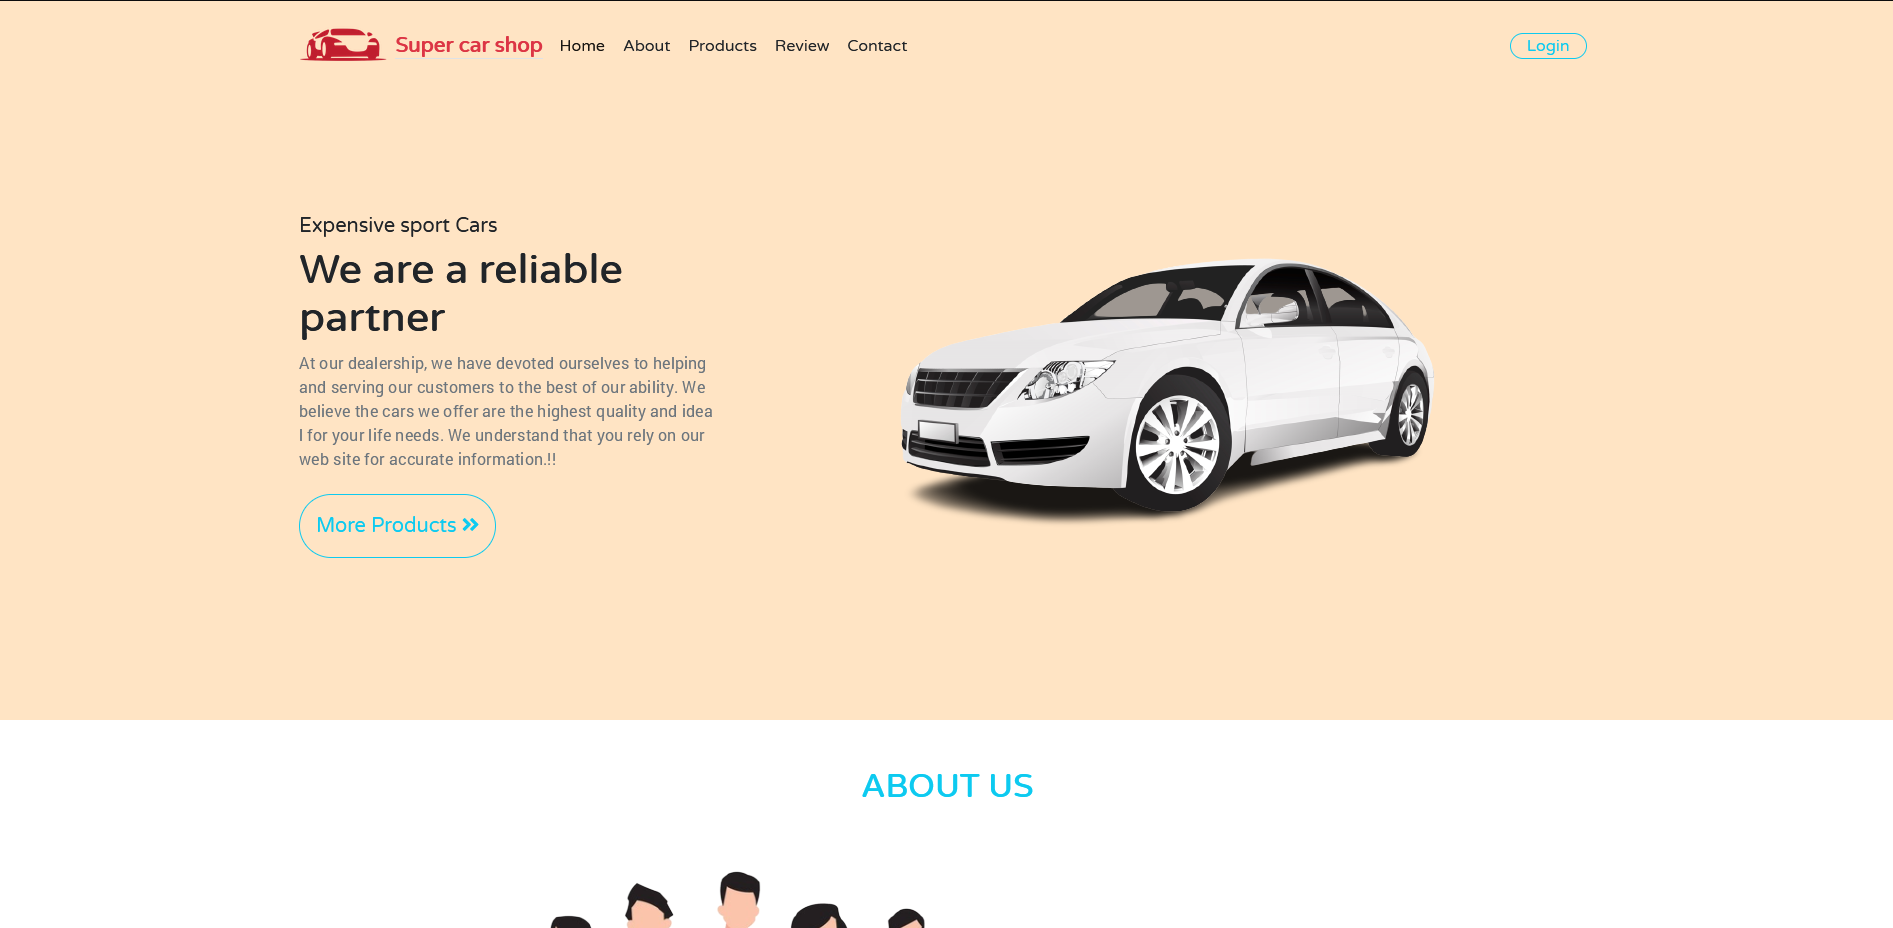 Super car shop Home About Products Review Contact Login
Expensive sport Cars
We are a reliable
partner
At our dealership, we have devoted ourselves to helping
and serving our customers to the best of our ability. We
believe the cars we offer are the highest quality and idea
l for your life needs. We understand that you rely on our
web site for accurate information.!!
More Products »
ABOUT US